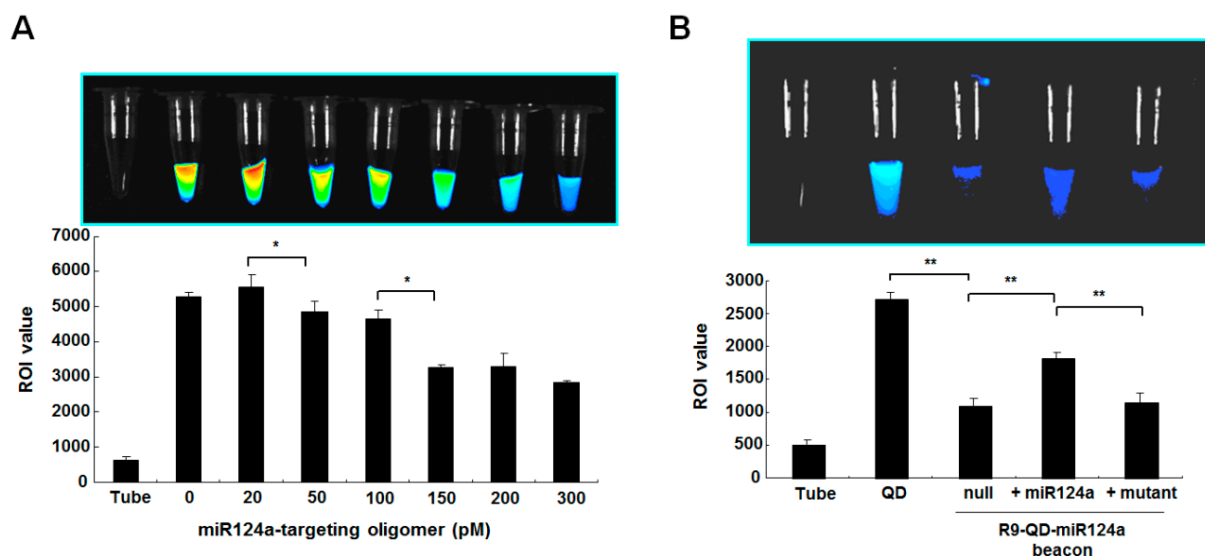 A
7000
6000
5000
4000
3000
2000
1000
0
ROI value
*
*
Tube 0 20 50 100 150 200 300
miR124a-targeting oligomer (pM)
B
3000
2500
2000
1500
1000
500
0
ROI value
**
**
**
Tube QD null + miR124a + mutant
R9-QD-miR124a
beacon